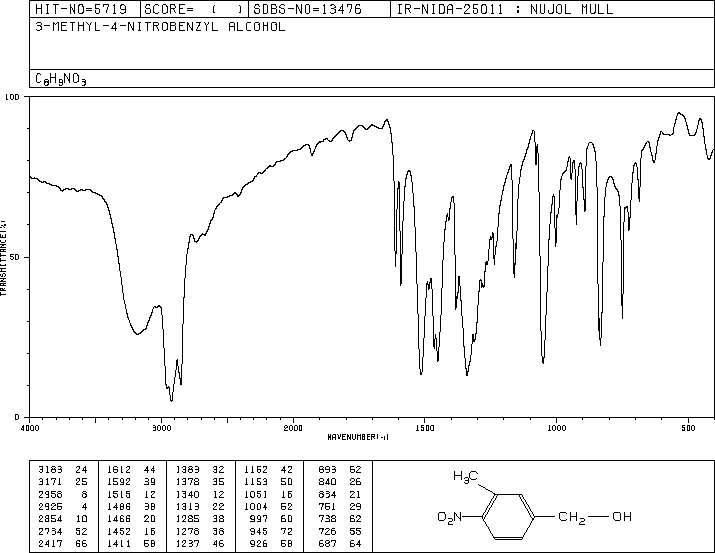 HIT-NO=5719 SCORE= ( ) SDBS-NO=13476 IR-NIDA-25011 : NUJOL MULL
3-METHYL-4-NITROBENZYL ALCOHOL
C8H9NO3
100
50
0
TRANSMITTANCE(%)
4000 3000 2000 1500 1000 500
WAVENUMBER(-1)
3183 24 1612 44 1383 32 1162 42 893 62
3171 25 1592 39 1378 35 1153 50 840 26
2958 8 1515 12 1340 12 1051 16 834 21
2925 4 1486 38 1313 22 1004 52 751 29
2854 10 1466 20 1285 38 997 60 738 62
2734 52 1452 16 1278 38 945 72 726 55
2417 66 1411 58 1237 46 926 58 687 64
H3C
O2N CH2 OH